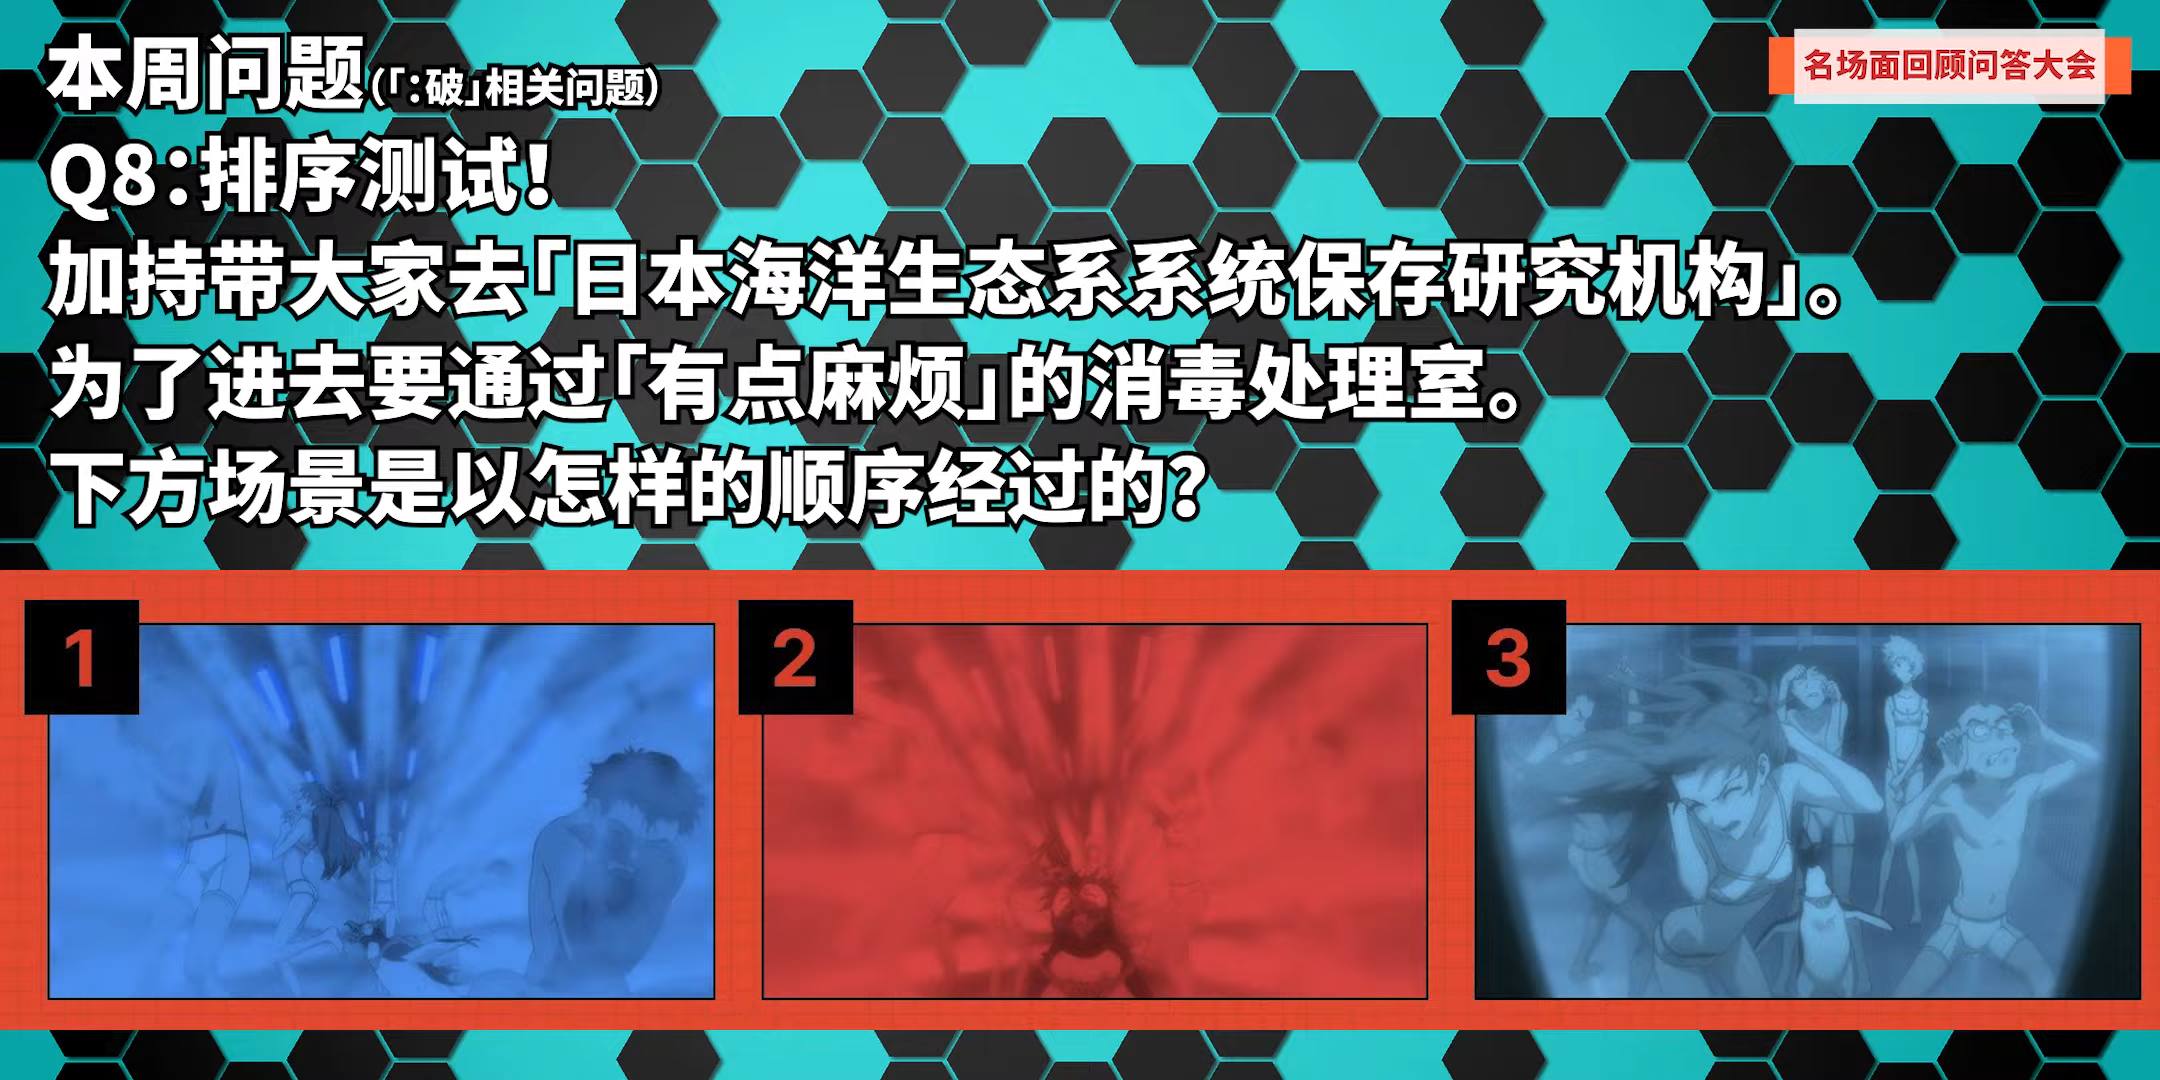 本周问题(「:破」相关问题)
名场面回顾问答大会
Q8:排序测试!
加持带大家去「日本海洋生态系系统保存研究机构」。
为了进去要通过「有点麻烦」的消毒处理室。
下方场景是以怎样的顺序经过的?
1
2
3